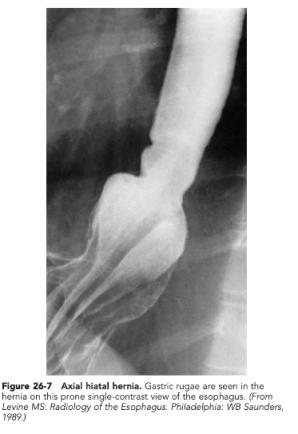 Figure 26-7 Axial hiatal hernia. Gastric rugae are seen in the
hernia on this prone single-contrast view of the esophagus. (From
Levine MS: Radiology of the Esophagus. Philadelphia: WB Saunders,
1989.)